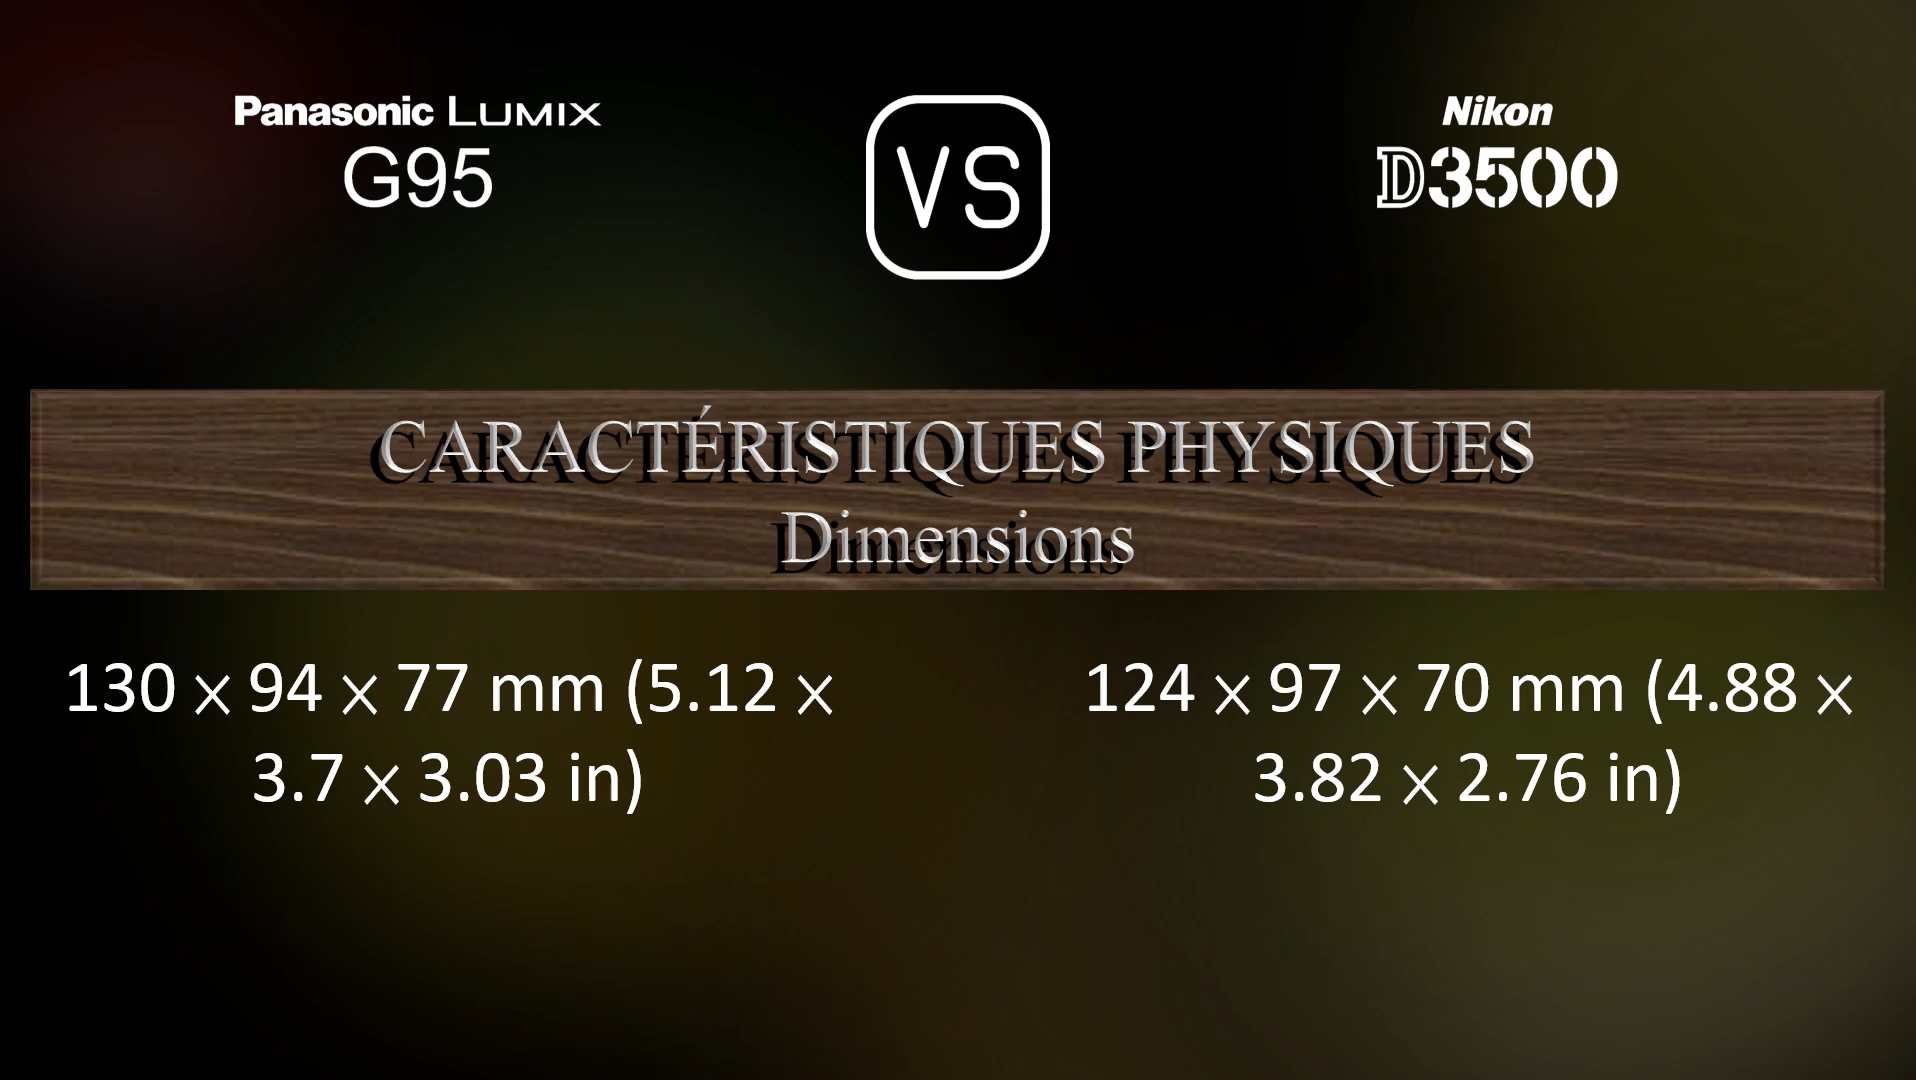 Panasonic LUMIX
G95
VS
Nikon
D3500
CARACTÉRISTIQUES PHYSIQUES
Dimensions
130 x 94 x 77 mm (5.12 x
3.7 x 3.03 in)
124 x 97 x 70 mm (4.88 x
3.82 x 2.76 in)